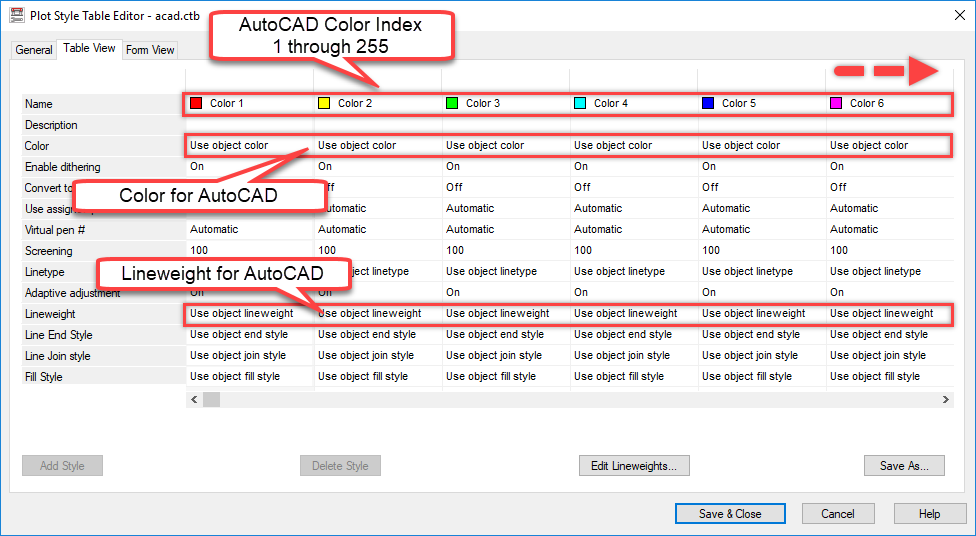 Plot Style Table Editor - acad.ctb
AutoCAD Color Index
1 through 255
General Table View Form View
Name Color 1 Color 2 Color 3 Color 4 Color 5 Color 6
Description
Color Use object color Use object color Use object color Use object color Use object color Use object color
Enable dithering On On On On On On
Convert to Off Off Off Off
Color for AutoCAD
Use assign Automatic Automatic Automatic Automatic Automatic
Virtual pen # Automatic Automatic Automatic Automatic Automatic Automatic
Screening 100 100 100 100 100 100
Linetype object linetype Use object linetype Use object linetype Use object linetype Use object linetype
Lineweight for AutoCAD
Adaptive adjustment On On On On On On
Lineweight Use object lineweight Use object lineweight Use object lineweight Use object lineweight Use object lineweight Use object lineweight
Line End Style Use object end style Use object end style Use object end style Use object end style Use object end style Use object end style
Line Join style Use object join style Use object join style Use object join style Use object join style Use object join style Use object join style
Fill Style Use object fill style Use object fill style Use object fill style Use object fill style Use object fill style Use object fill style
Add Style Delete Style Edit Lineweights... Save As...
Save & Close Cancel Help